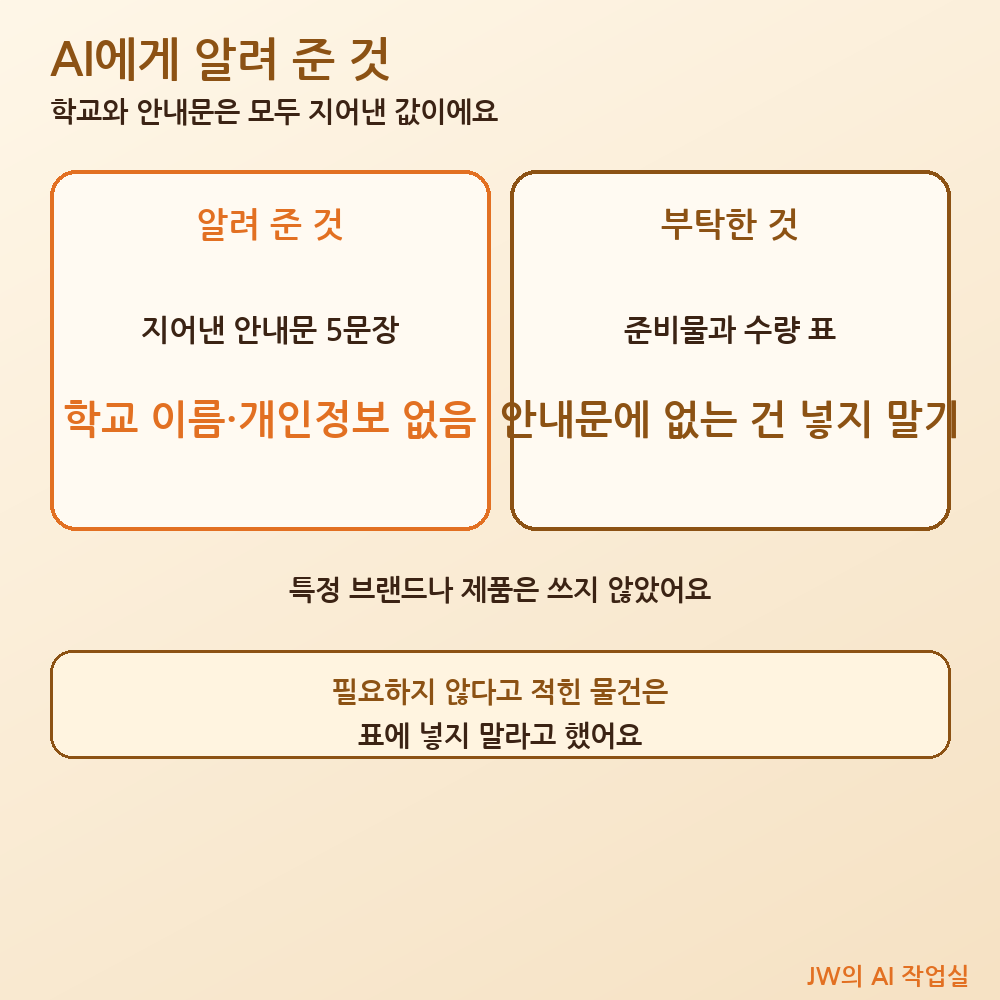 AI에게 알려 준 것
학교와 안내문은 모두 지어낸 값이에요
알려 준 것
지어낸 안내문 5문장
학교 이름·개인정보 없음
부탁한 것
준비물과 수량 표
안내문에 없는 건 넣지 말기
특정 브랜드나 제품은 쓰지 않았어요
필요하지 않다고 적힌 물건은
표에 넣지 말라고 했어요
JW의 AI 작업실